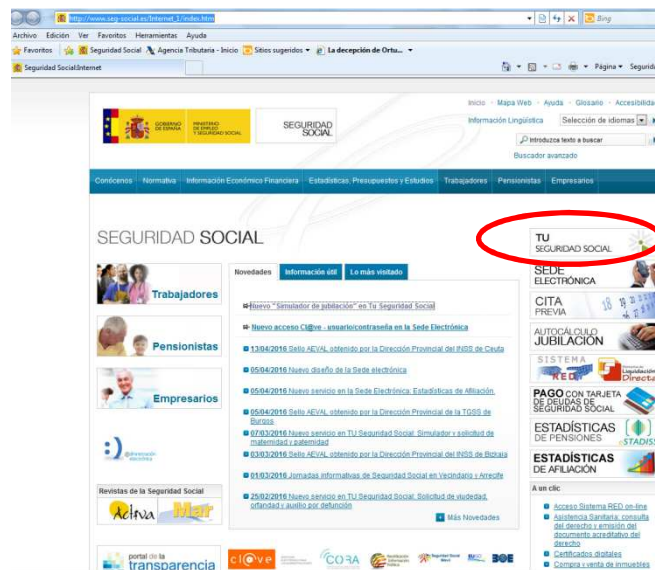 http://www.seg-social.es/Internet_1/index.htm
Bing
Archivo Edición Ver Favoritos Herramientas Ayuda
Favoritos Seguridad Social Agencia Tributaria - Inicio Sitios sugeridos La decepción de Ortu...
Seguridad Social:Internet
Página Segurida
Inicio Mapa Web Ayuda Glosario Accesibilida
GOBIERNO DE ESPAÑA
MINISTERIO DE EMPLEO Y SEGURIDAD SOCIAL
SEGURIDAD SOCIAL
Información Lingüística Selección de idiomas
Introduzca texto a buscar
Buscador avanzado
Conócenos Normativa Información Económico Financiera Estadísticas, Presupuestos y Estudios Trabajadores Pensionistas Empresarios
SEGURIDAD SOCIAL
Trabajadores
Pensionistas
Empresarios
Revistas de la Seguridad Social
Activa Mar
portal de la
transparencia
Novedades Información útil Lo más visitado
Nuevo "Simulador de jubilación" en Tu Seguridad Social
Nuevo acceso Cl@ve - usuario/contraseña en la Sede Electrónica
13/04/2016 Sello AEVAL obtenido por la Dirección Provincial del INSS de Ceuta
05/04/2016 Nuevo diseño de la Sede electrónica
05/04/2016 Nuevo servicio en la Sede Electrónica: Estadísticas de Afiliación.
05/04/2016 Sello AEVAL obtenido por la Dirección Provincial de la TGSS de
Burgos
07/03/2016 Nuevo servicio en TU Seguridad Social: Simulador y solicitud de
maternidad y paternidad
03/03/2016 Sello AEVAL obtenido por la Dirección Provincial del INSS de Bizkaia
01/03/2016 Jornadas informativas de Seguridad Social en Vecindario y Arrecife
25/02/2016 Nuevo servicio en TU Seguridad Social. Solicitud de viudedad,
orfandad y auxilio por defunción
Más Novedades
cl@ve
CORA
BOE
TU
SEGURIDAD SOCIAL
SEDE
ELECTRÓNICA
CITA
PREVIA
AUTOCÁLCULO
JUBILACIÓN
SISTEMA
RED
Liquidación
Directa
PAGO CON TARJETA
DE DEUDAS DE
SEGURIDAD SOCIAL
ESTADÍSTICAS
DE PENSIONES
eSTADISS
ESTADÍSTICAS
DE AFILIACIÓN
A un clic
Acceso Sistema RED on-line
Asistencia Sanitaria: consulta
del derecho y emisión del
documento acreditativo del
derecho
Certificados digitales
Compra y venta de inmuebles